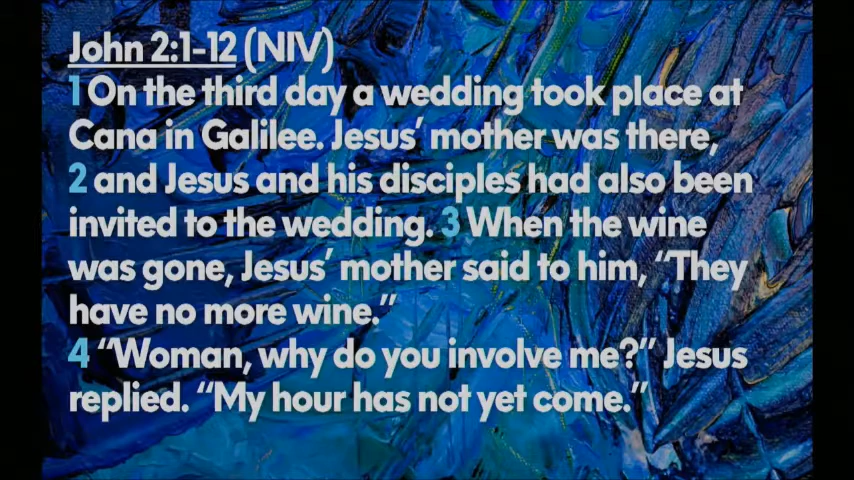 John 2:1-12 (NIV)
1 On the third day a wedding took place at
Cana in Galilee. Jesus’ mother was there,
2 and Jesus and his disciples had also been
invited to the wedding. 3 When the wine
was gone, Jesus’ mother said to him, “They
have no more wine.”
4 “Woman, why do you involve me?” Jesus
replied. “My hour has not yet come.”